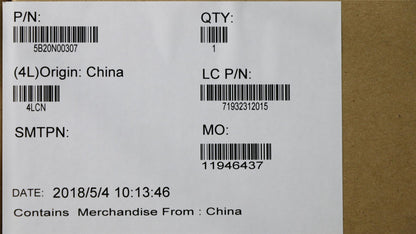 P/N:
5B20N00307
QTY:
1
(4L)Origin: China
4LCN
LC P/N:
71932312015
SMTPN:
MO:
11946437
DATE: 2018/5/4 10:13:46
Contains Merchandise From : China